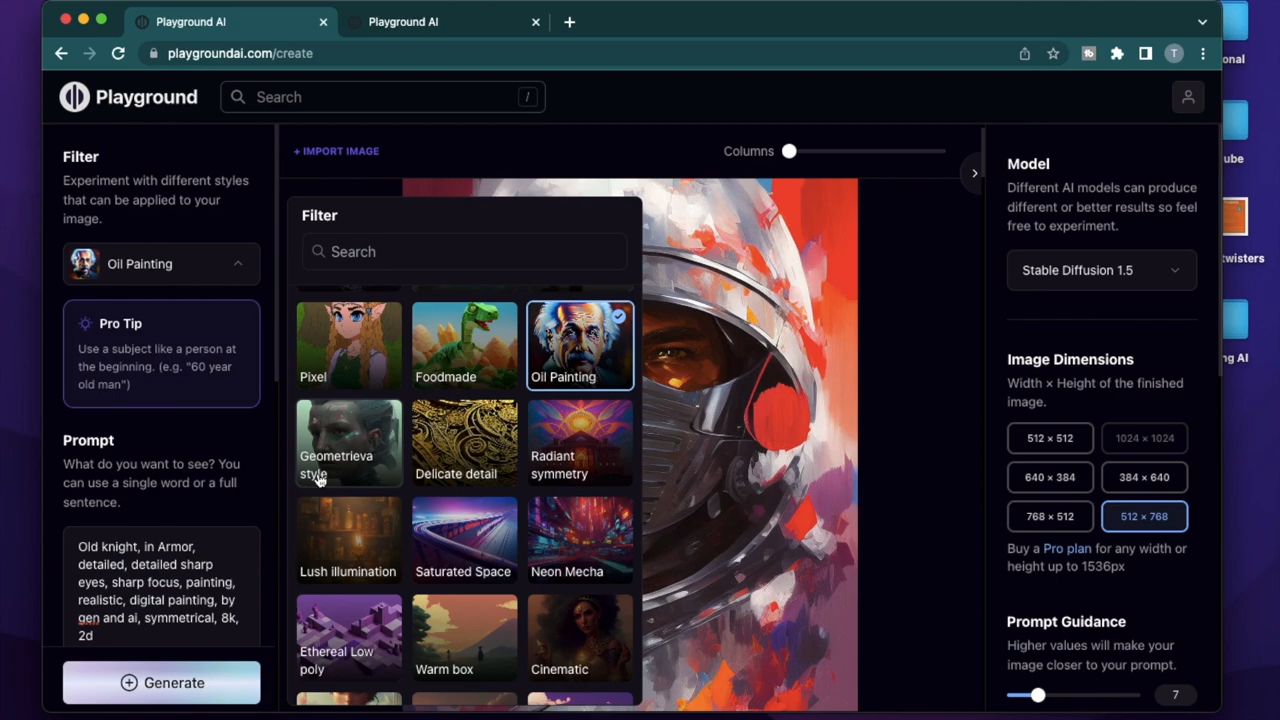 Playground AI
Playground AI
playgroundai.com/create
T
onal
Playground
Search
/
ube
Filter
Experiment with different styles
that can be applied to your
image.
Oil Painting
Pro Tip
Use a subject like a person at
the beginning. (e.g. "60 year
old man")
Prompt
What do you want to see? You
can use a single word or a full
sentence.
Old knight, in Armor,
detailed, detailed sharp
eyes, sharp focus, painting,
realistic, digital painting, by
gen and ai, symmetrical, 8k,
2d
Generate
+ IMPORT IMAGE
Columns
Filter
Search
Pixel
Foodmade
Oil Painting
Geometrieva
style
Delicate detail
Radiant
symmetry
Lush illumination
Saturated Space
Neon Mecha
Ethereal Low
poly
Warm box
Cinematic
Model
Different AI models can produce
different or better results so feel
free to experiment.
Stable Diffusion 1.5
Image Dimensions
Width × Height of the finished
image.
512 × 512
1024 × 1024
640 × 384
384 × 640
768 × 512
512 × 768
Buy a Pro plan for any width or
height up to 1536px
Prompt Guidance
Higher values will make your
image closer to your prompt.
7
twisters
ng AI